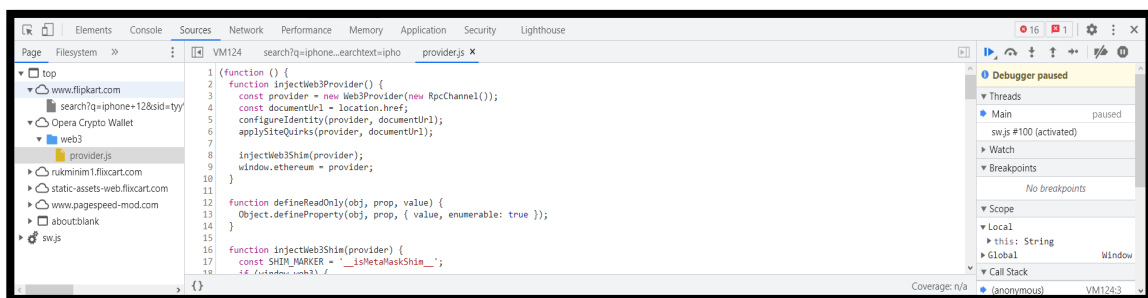 Elements Console Sources Network Performance Memory Application Security Lighthouse 16 1
Page Filesystem » VM124 search?q=iphone...earchtext=ipho provider.js ×
top
www.flipkart.com
search?q=iphone+12&sid=tyy
Opera Crypto Wallet
web3
provider.js
rukminim1.flixcart.com
static-assets-web.flixcart.com
www.pagespeed-mod.com
about:blank
sw.js
1 (function () {
2 function injectWeb3Provider() {
3 const provider = new Web3Provider(new RpcChannel());
4 const documentUrl = location.href;
5 configureIdentity(provider, documentUrl);
6 applySiteQuirks(provider, documentUrl);
7
8 injectWeb3Shim(provider);
9 window.ethereum = provider;
10 }
11
12 function defineReadOnly(obj, prop, value) {
13 Object.defineProperty(obj, prop, { value, enumerable: true });
14 }
15
16 function injectWeb3Shim(provider) {
17 const SHIM_MARKER = '__isMetaMaskShim__';
18 if (window.web3) {
{} Coverage: n/a
Debugger paused
Threads
Main paused
sw.js #100 (activated)
Watch
Breakpoints
No breakpoints
Scope
Local
this: String
Global Window
Call Stack
(anonymous) VM124:3